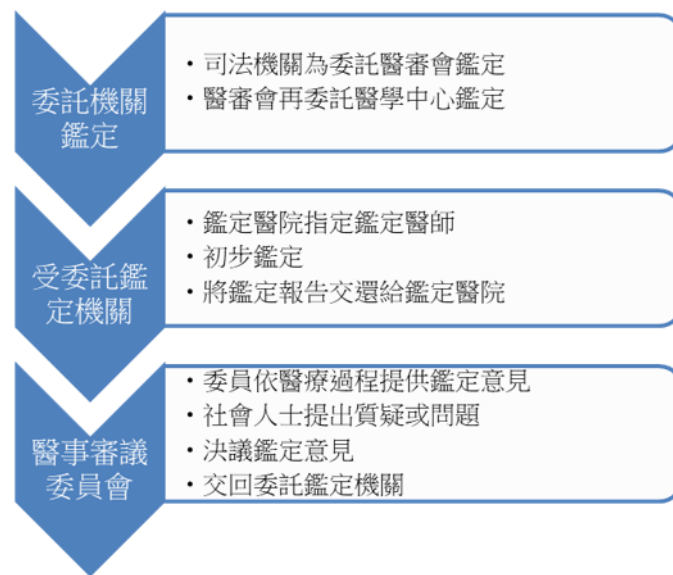 委託機關
鑑定
・司法機關為委託醫審會鑑定
・醫審會再委託醫學中心鑑定
受委託鑑
定機關
・鑑定醫院指定鑑定醫師
・初步鑑定
・將鑑定報告交還給鑑定醫院
醫事審議
委員會
・委員依醫療過程提供鑑定意見
・社會人士提出質疑或問題
・決議鑑定意見
・交回委託鑑定機關